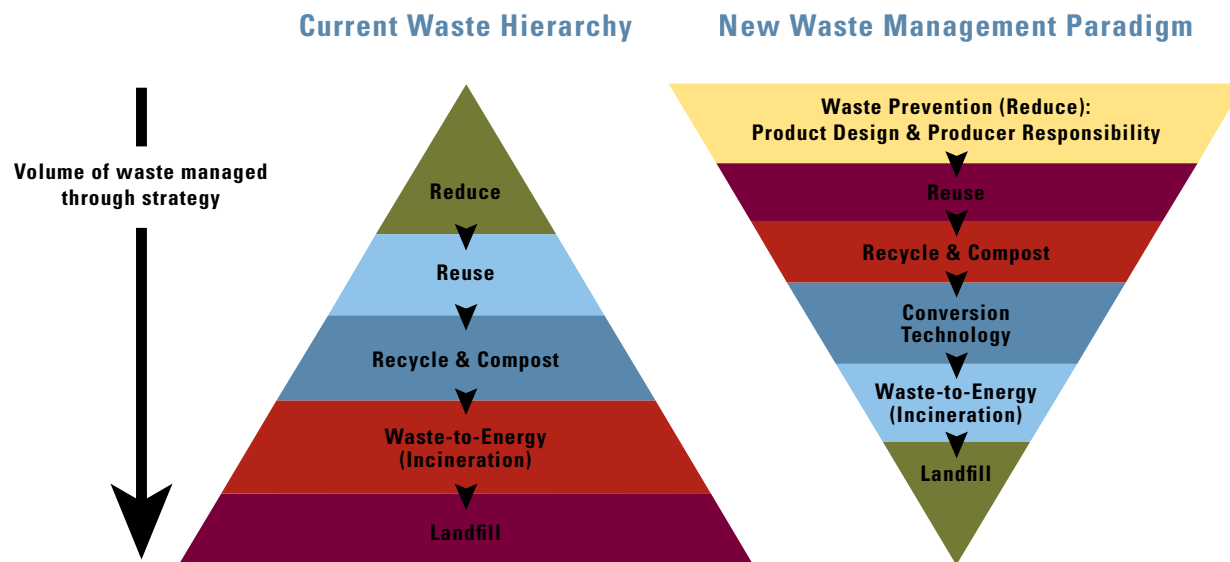 Current Waste Hierarchy
New Waste Management Paradigm
Volume of waste managed
through strategy
Reduce
Reuse
Recycle & Compost
Waste-to-Energy
(Incineration)
Landfill
Waste Prevention (Reduce):
Product Design & Producer Responsibility
Reuse
Recycle & Compost
Conversion
Technology
Waste-to-Energy
(Incineration)
Landfill